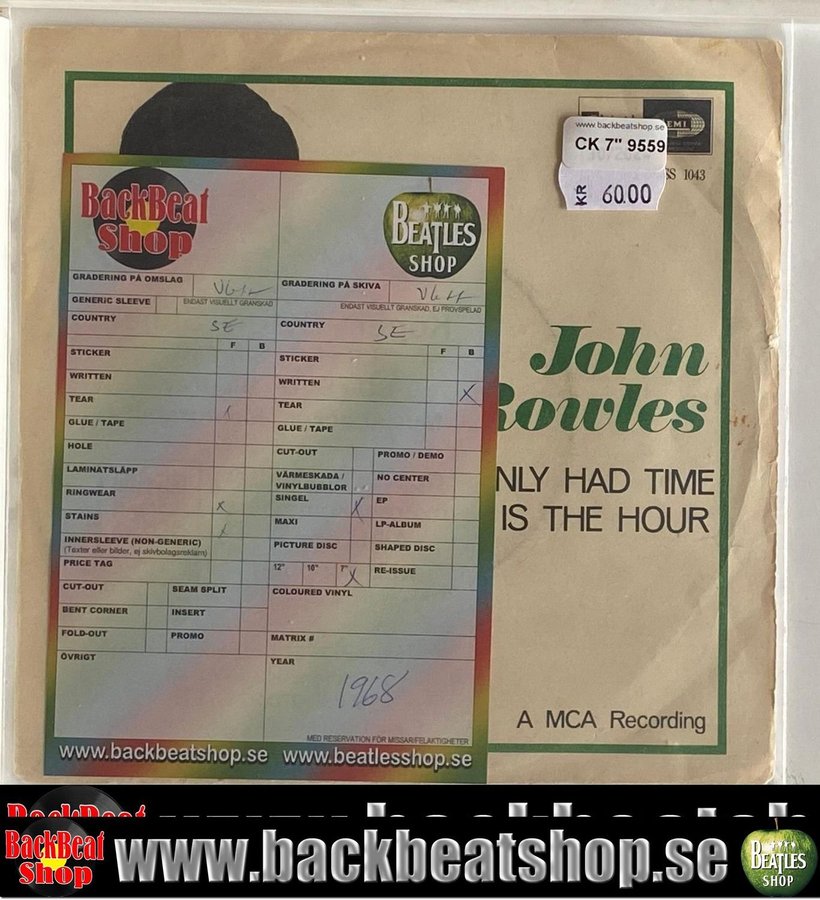 EMI
www.backbeatshop.se
CK 7" 9559
KR 60.00
SS 1043
BackBeat
Shop
BEATLES
SHOP
GRADERING PÅ OMSLAG
VG++
ENDAST VISUELLT GRANSKAD
GENERIC SLEEVE
COUNTRY
SE
F B
STICKER
WRITTEN
TEAR
GLUE / TAPE
HOLE
LAMINATSLÄPP
RINGWEAR
x
STAINS
INNERSLEEVE (NON-GENERIC)
(Texter eller bilder, ej skivbolagsreklam)
PRICE TAG
CUT-OUT SEAM SPLIT
BENT CORNER INSERT
FOLD-OUT PROMO
ÖVRIGT
GRADERING PÅ SKIVA
VG++
ENDAST VISUELLT GRANSKAD, EJ PROVSPELAD
COUNTRY
SE
F B
STICKER
WRITTEN
x
TEAR
GLUE / TAPE
CUT-OUT PROMO / DEMO
VÄRMESKADA /
VINYLBUBBLOR NO CENTER
SINGEL x EP
MAXI LP-ALBUM
PICTURE DISC SHAPED DISC
12" 10" 7" x RE-ISSUE
COLOURED VINYL
MATRIX #
YEAR
1968
MED RESERVATION FÖR MISSAR/FELAKTIGHETER
www.backbeatshop.se www.beatlesshop.se
John
Rowles
NLY HAD TIME
IS THE HOUR
A MCA Recording
BackBeat
Shop
www.backbeatshop.se
BEATLES
SHOP